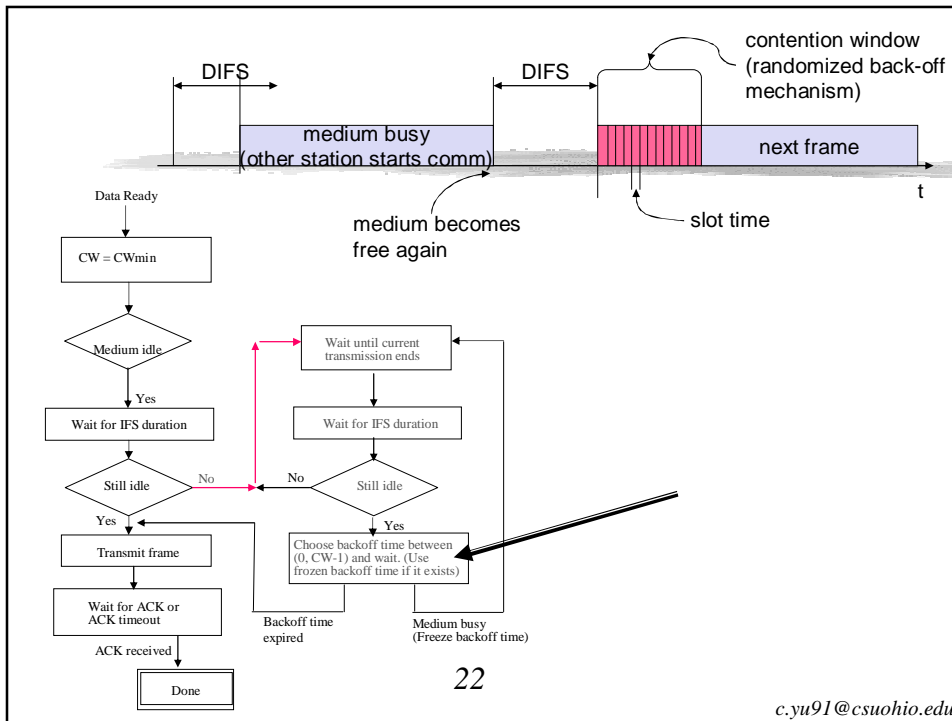 contention window
(randomized back-off
mechanism)
DIFS
DIFS
medium busy
(other station starts comm)
next frame
t
slot time
medium becomes
free again
Data Ready
CW = CWmin
Medium idle
Yes
Wait for IFS duration
Still idle
No
Yes
Transmit frame
Wait for ACK or
ACK timeout
ACK received
Done
Wait until current
transmission ends
Wait for IFS duration
No
Still idle
Yes
Choose backoff time between
(0, CW-1) and wait. (Use
frozen backoff time if it exists)
Backoff time
expired
Medium busy
(Freeze backoff time)
22
c.yu91@csuohio.edu